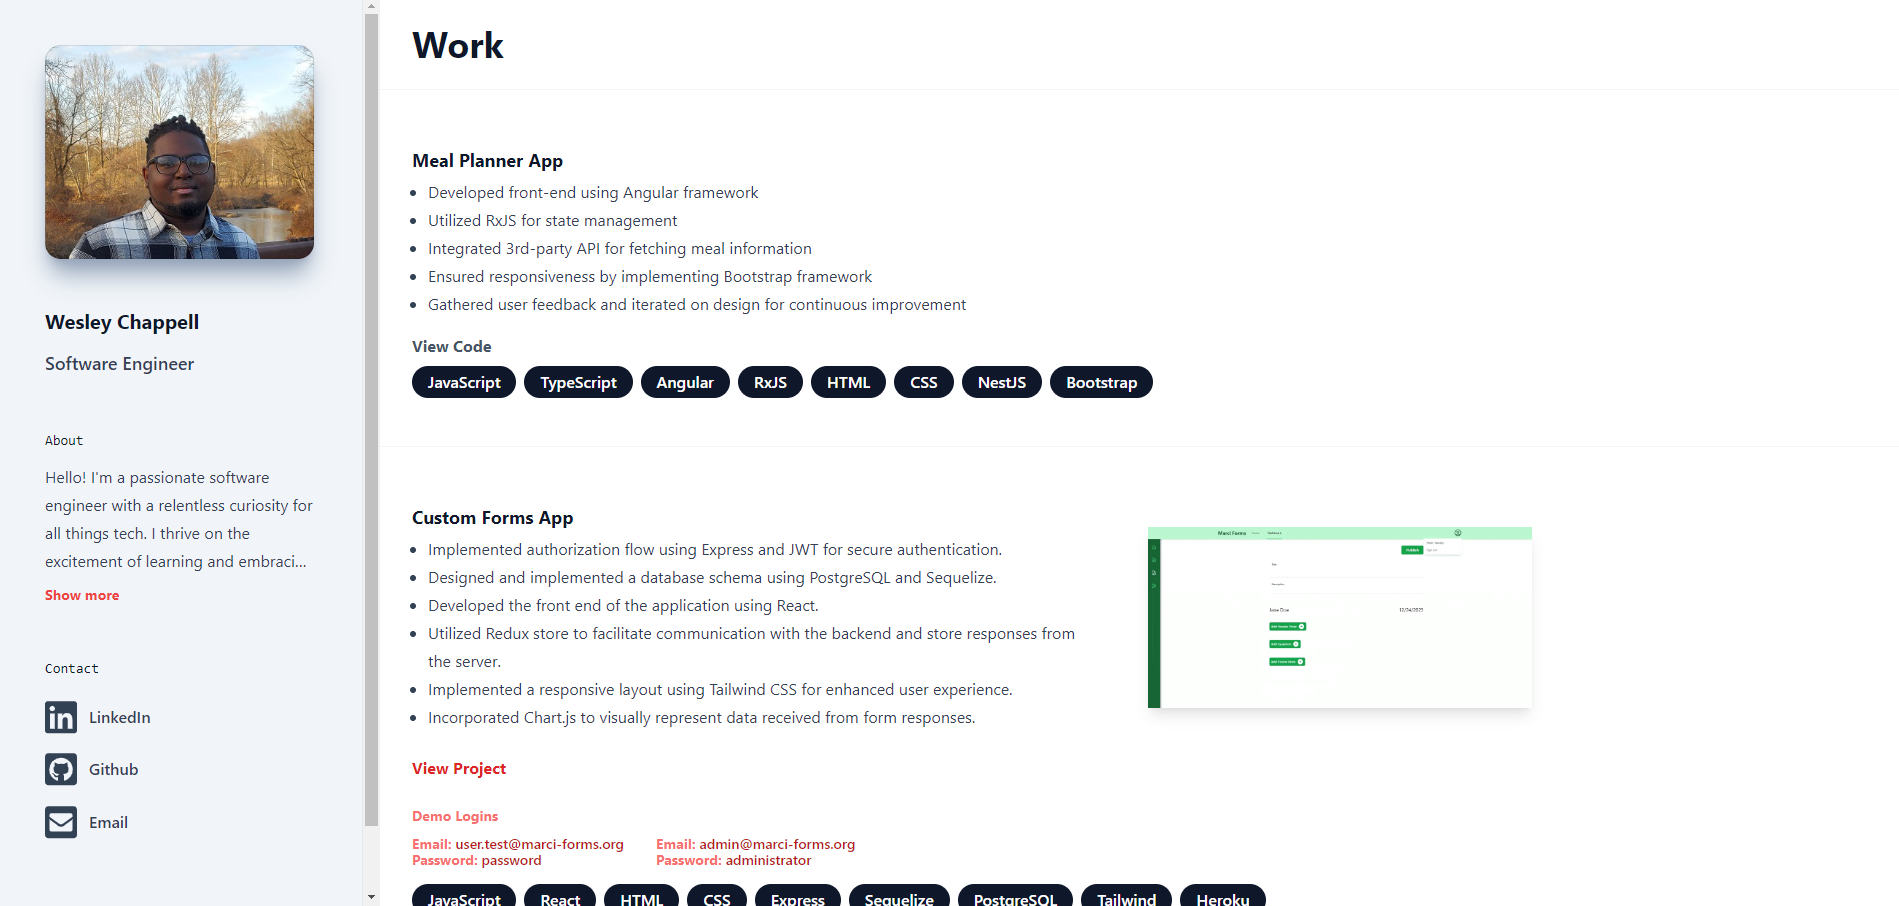 Work
Wesley Chappell
Software Engineer
About
Hello! I'm a passionate software
engineer with a relentless curiosity for
all things tech. I thrive on the
excitement of learning and embraci...
Show more
Contact
LinkedIn
Github
Email
Meal Planner App
Developed front-end using Angular framework
Utilized RxJS for state management
Integrated 3rd-party API for fetching meal information
Ensured responsiveness by implementing Bootstrap framework
Gathered user feedback and iterated on design for continuous improvement
View Code
JavaScript TypeScript Angular RxJS HTML CSS NestJS Bootstrap
Custom Forms App
Implemented authorization flow using Express and JWT for secure authentication.
Designed and implemented a database schema using PostgreSQL and Sequelize.
Developed the front end of the application using React.
Utilized Redux store to facilitate communication with the backend and store responses from
the server.
Implemented a responsive layout using Tailwind CSS for enhanced user experience.
Incorporated Chart.js to visually represent data received from form responses.
Marci Forms
Publish
Issue Date 12/24/2023
View Project
Demo Logins
Email: user.test@marci-forms.org Email: admin@marci-forms.org
Password: password Password: administrator
JavaScript React HTML CSS Express Sequelize PostgreSQL Tailwind Heroku